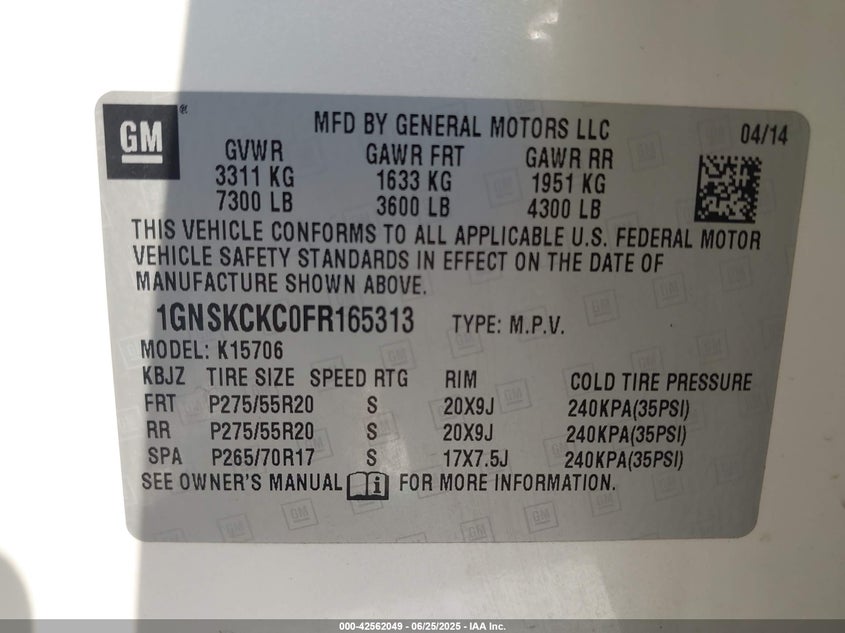 GM ®
MFD BY GENERAL MOTORS LLC 04/14
GVWR GAWR FRT GAWR RR
3311 KG 1633 KG 1951 KG
7300 LB 3600 LB 4300 LB
THIS VEHICLE CONFORMS TO ALL APPLICABLE U.S. FEDERAL MOTOR
VEHICLE SAFETY STANDARDS IN EFFECT ON THE DATE OF
MANUFACTURE SHOWN ABOVE.
1GNSKCKC0FR165313 TYPE: M.P.V.
MODEL: K15706
KBJZ TIRE SIZE SPEED RTG RIM COLD TIRE PRESSURE
FRT P275/55R20 S 20X9J 240KPA(35PSI)
RR P275/55R20 S 20X9J 240KPA(35PSI)
SPA P265/70R17 S 17X7.5J 240KPA(35PSI)
SEE OWNER'S MANUAL i FOR MORE INFORMATION.
000-42562049 - 06/25/2025 - IAA Inc.